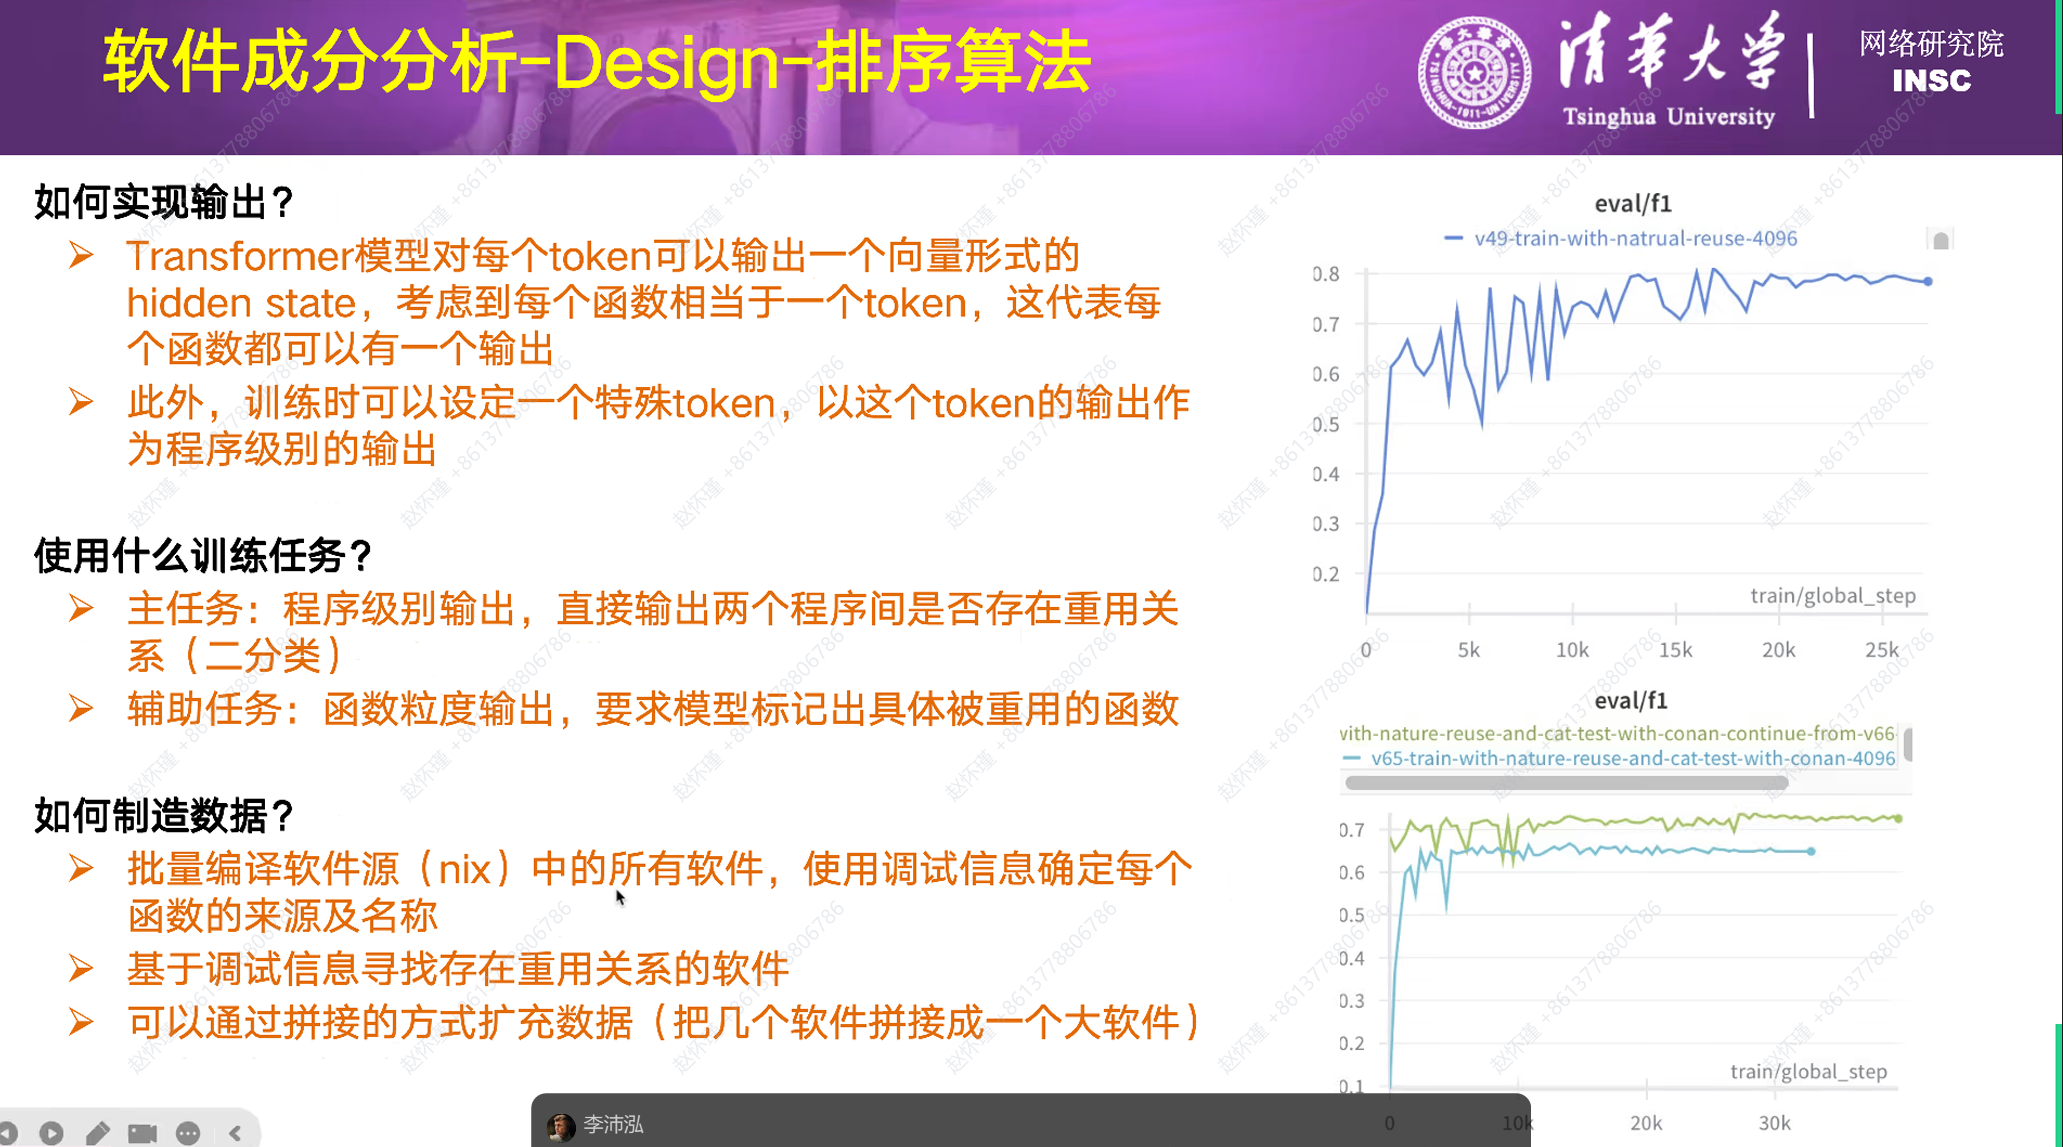 软件成分分析-Design-排序算法
清华大学
Tsinghua University
网络研究院
INSC
如何实现输出？
Transformer模型对每个token可以输出一个向量形式的
hidden state，考虑到每个函数相当于一个token，这代表每
个函数都可以有一个输出
此外，训练时可以设定一个特殊token，以这个token的输出作
为程序级别的输出
使用什么训练任务？
主任务：程序级别输出，直接输出两个程序间是否存在重用关
系（二分类）
辅助任务：函数粒度输出，要求模型标记出具体被重用的函数
如何制造数据？
批量编译软件源（nix）中的所有软件，使用调试信息确定每个
函数的来源及名称
基于调试信息寻找存在重用关系的软件
可以通过拼接的方式扩充数据（把几个软件拼接成一个大软件）
eval/f1
v49-train-with-natrual-reuse-4096
0.8
0.7
0.6
0.5
0.4
0.3
0.2
train/global_step
0 5k 10k 15k 20k 25k
eval/f1
with-nature-reuse-and-cat-test-with-conan-continue-from-v66-
v65-train-with-nature-reuse-and-cat-test-with-conan-4096
0.7
0.6
0.5
0.4
0.3
0.2
0.1
train/global_step
0 10k 20k 30k
李沛泓
赵怀瑾 +8613778806786